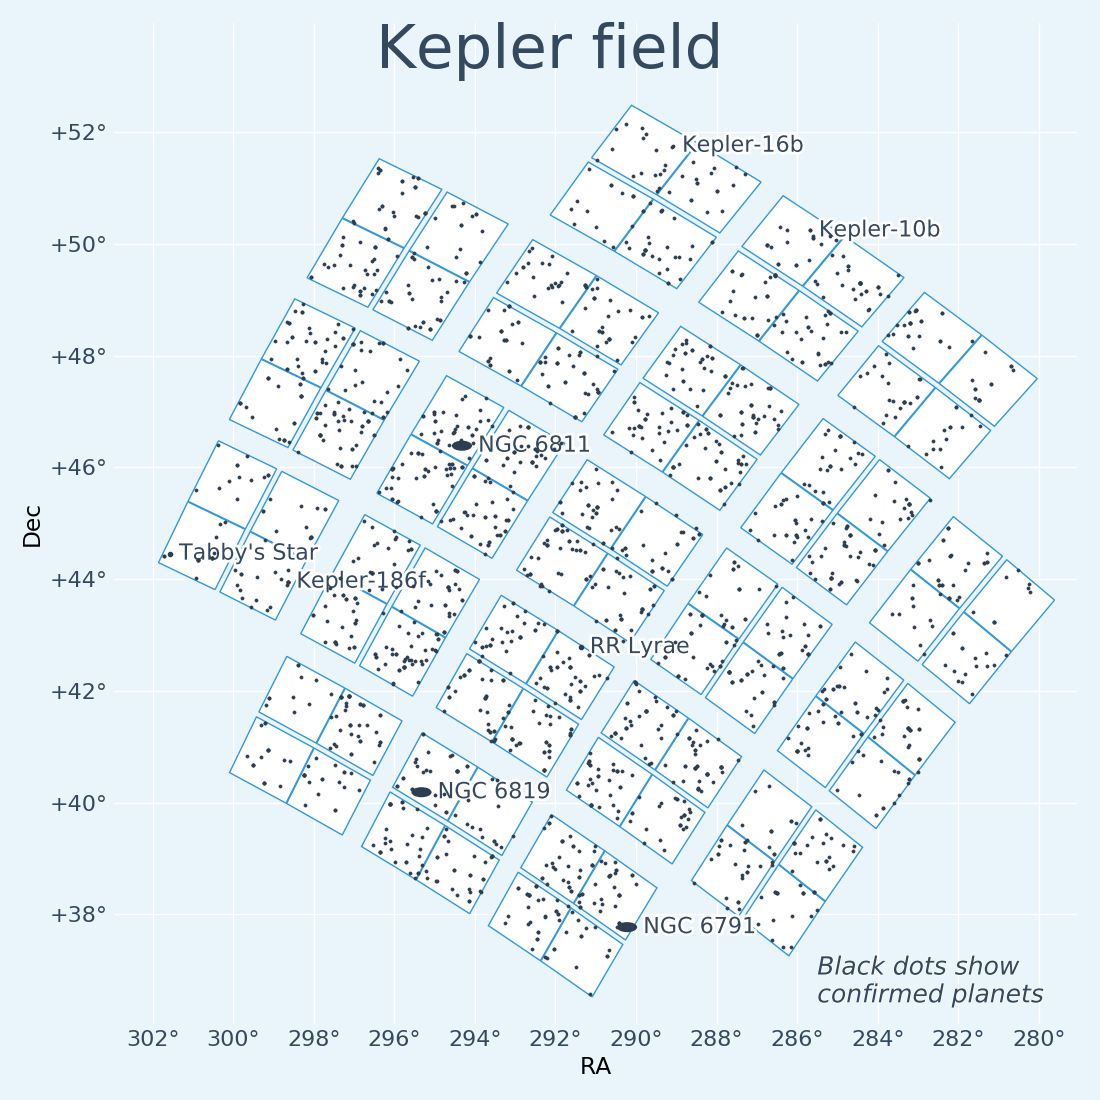 Kepler field
+52°
Kepler-16b
+50°
Kepler-10b
+48°
NGC 6811
+46°
Dec
Tabby's Star
+44°
Kepler-186f
RR Lyrae
+42°
NGC 6819
+40°
NGC 6791
+38°
Black dots show
confirmed planets
302° 300° 298° 296° 294° 292° 290° 288° 286° 284° 282° 280°
RA